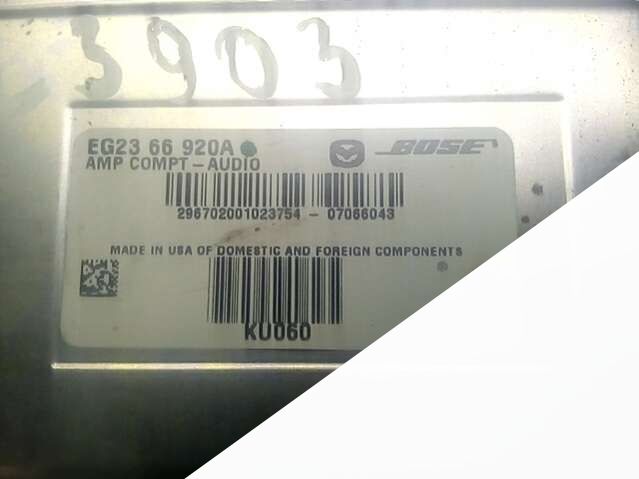 3903
EG23 66 920A BOSE
AMP COMPT-AUDIO
296702001023754 - 07066043
MADE IN USA OF DOMESTIC AND FOREIGN COMPONENTS
KU060